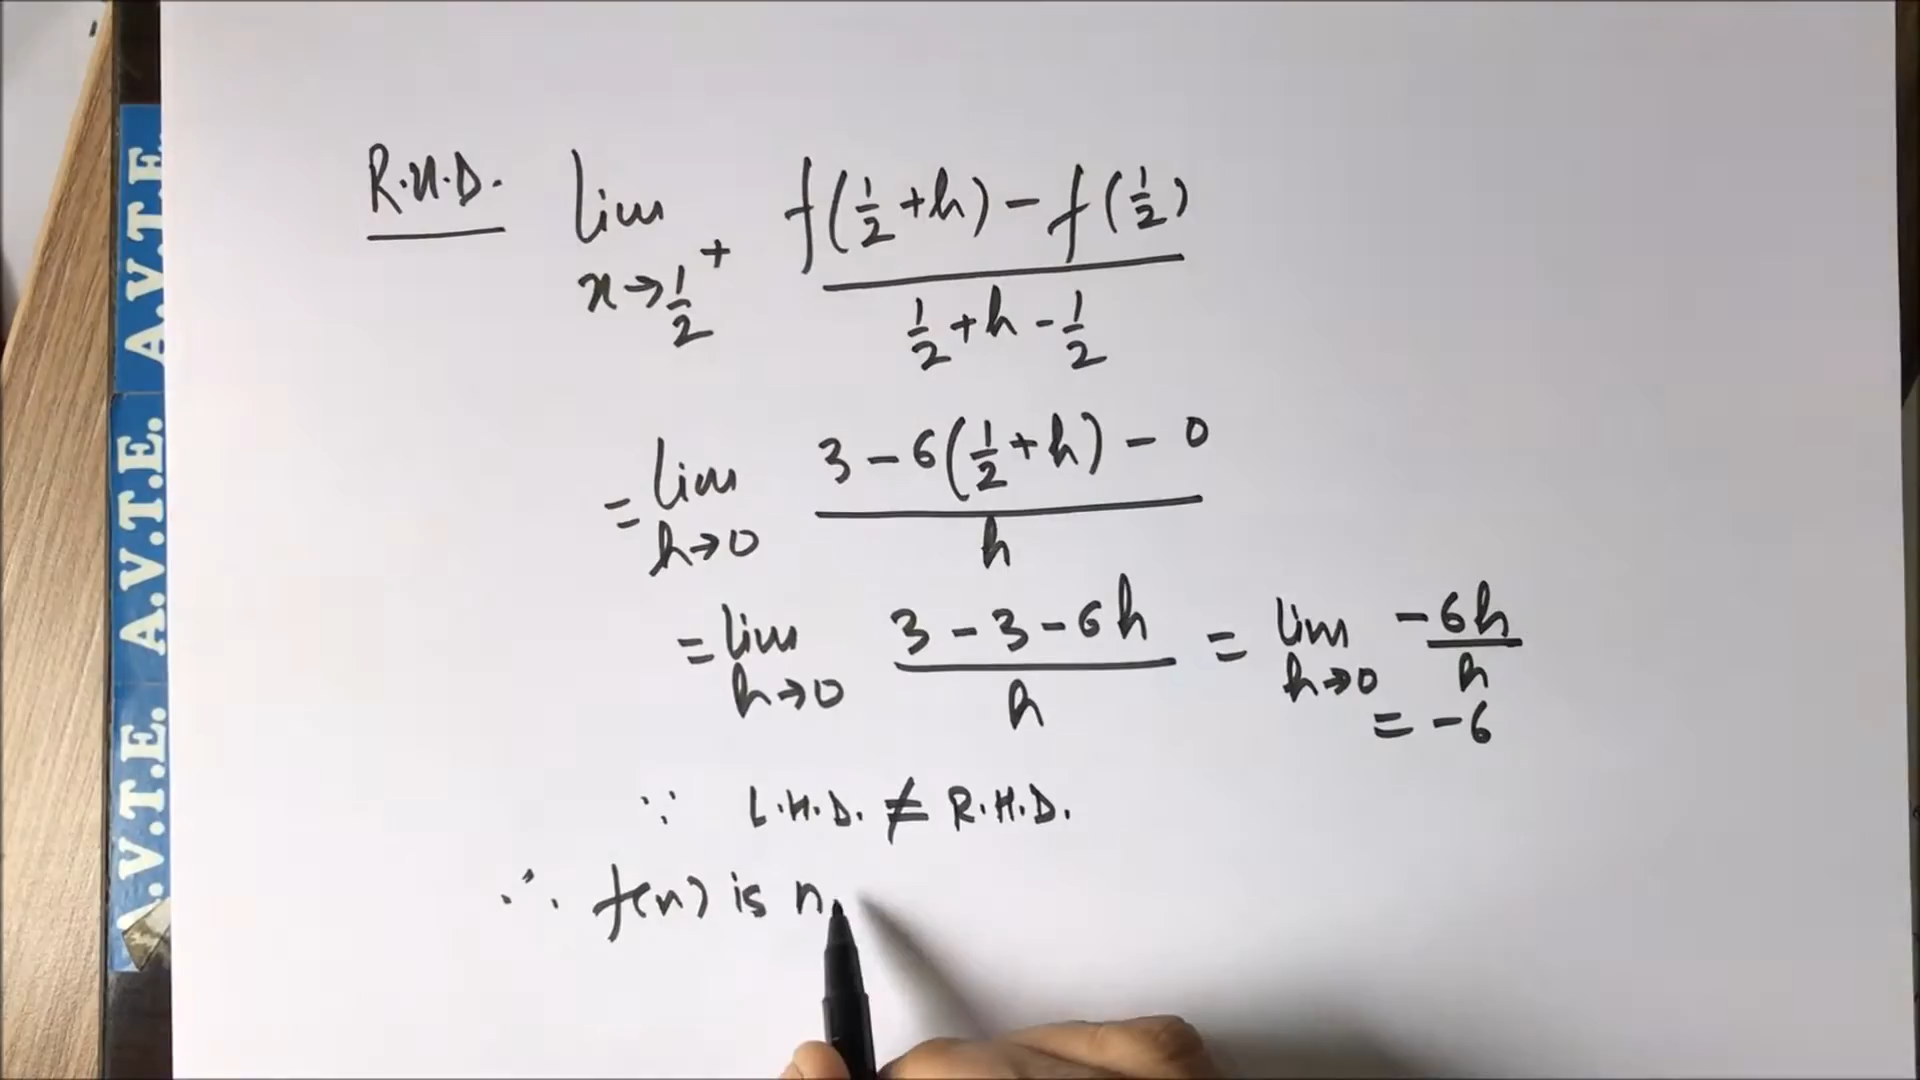 R.H.D. lim x→1/2⁺ f(1/2+h) - f(1/2) / 1/2+h-1/2
= lim h→0 3-6(1/2+h)-0 / h
= lim h→0 3-3-6h / h = lim h→0 -6h / h
= -6
∵ L.H.D. ≠ R.H.D.
∴ f(x) is n
A.V.T.E.
A.V.T.E.
A.V.T.E.